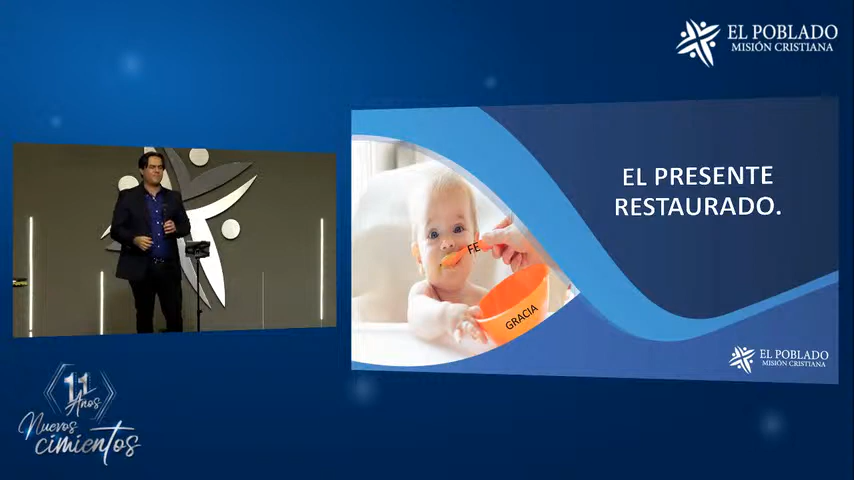 EL POBLADO
MISIÓN CRISTIANA
EL PRESENTE
RESTAURADO.
FE
GRACIA
EL POBLADO
MISIÓN CRISTIANA
11
Años
Nuevos
cimientos